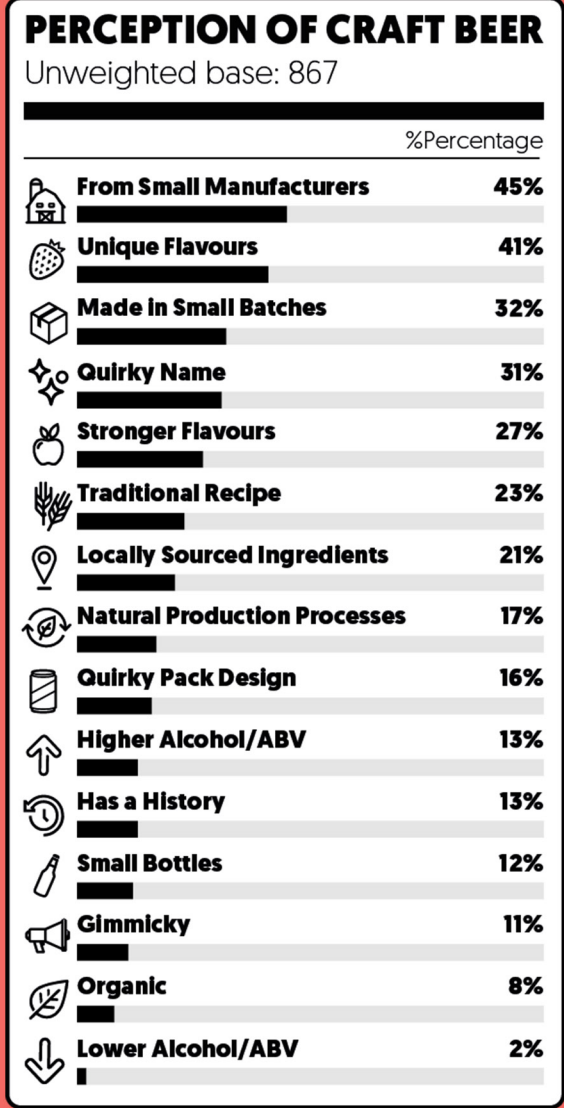 PERCEPTION OF CRAFT BEER
Unweighted base: 867
%Percentage
From Small Manufacturers 45%
Unique Flavours 41%
Made in Small Batches 32%
Quirky Name 31%
Stronger Flavours 27%
Traditional Recipe 23%
Locally Sourced Ingredients 21%
Natural Production Processes 17%
Quirky Pack Design 16%
Higher Alcohol/ABV 13%
Has a History 13%
Small Bottles 12%
Gimmicky 11%
Organic 8%
Lower Alcohol/ABV 2%